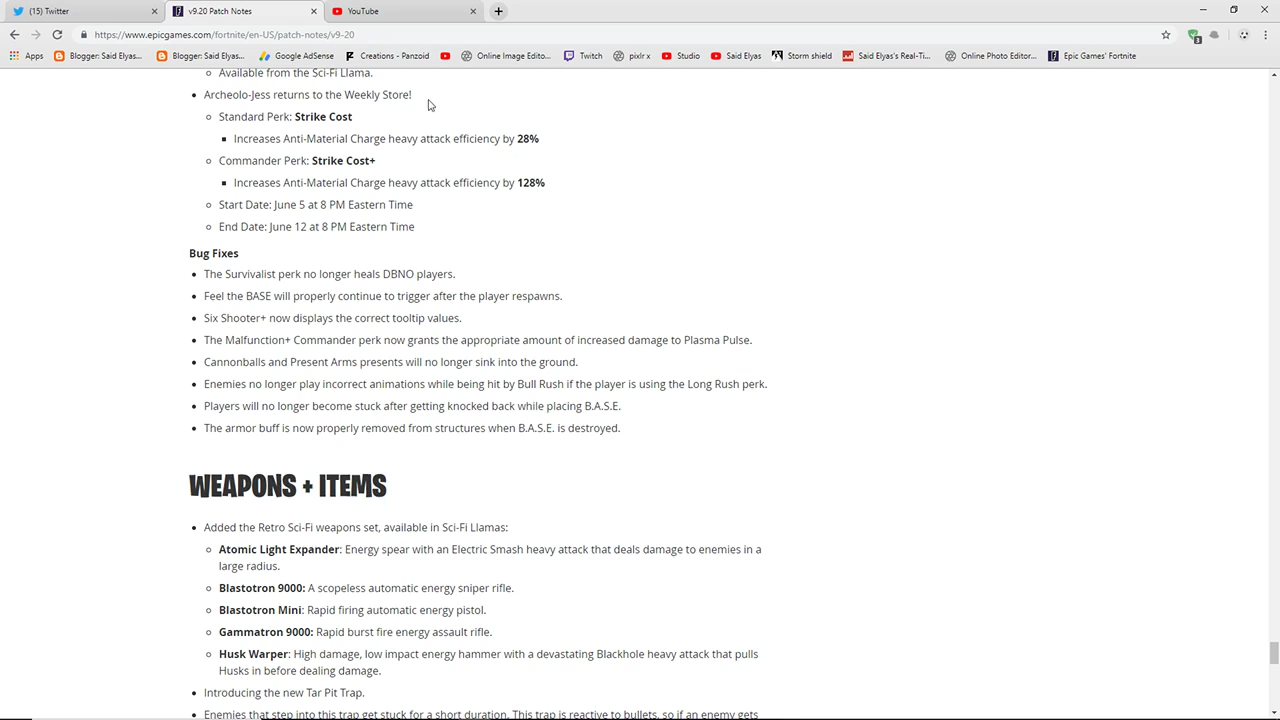 (15) Twitter
v9.20 Patch Notes
YouTube
https://www.epicgames.com/fortnite/en-US/patch-notes/v9-20
Apps
Blogger: Said Elyas...
Blogger: Said Elyas...
Google AdSense
Creations - Panzoid
Online Image Edito...
Twitch
pixlr x
Studio
Said Elyas
Storm shield
Said Elyas's Real-Ti...
Online Photo Editor...
Epic Games' Fortnite
Available from the Sci-Fi Llama.
Archeolo-Jess returns to the Weekly Store!
Standard Perk: Strike Cost
Increases Anti-Material Charge heavy attack efficiency by 28%
Commander Perk: Strike Cost+
Increases Anti-Material Charge heavy attack efficiency by 128%
Start Date: June 5 at 8 PM Eastern Time
End Date: June 12 at 8 PM Eastern Time
Bug Fixes
The Survivalist perk no longer heals DBNO players.
Feel the BASE will properly continue to trigger after the player respawns.
Six Shooter+ now displays the correct tooltip values.
The Malfunction+ Commander perk now grants the appropriate amount of increased damage to Plasma Pulse.
Cannonballs and Present Arms presents will no longer sink into the ground.
Enemies no longer play incorrect animations while being hit by Bull Rush if the player is using the Long Rush perk.
Players will no longer become stuck after getting knocked back while placing B.A.S.E.
The armor buff is now properly removed from structures when B.A.S.E. is destroyed.
WEAPONS + ITEMS
Added the Retro Sci-Fi weapons set, available in Sci-Fi Llamas:
Atomic Light Expander: Energy spear with an Electric Smash heavy attack that deals damage to enemies in a
large radius.
Blastotron 9000: A scopeless automatic energy sniper rifle.
Blastotron Mini: Rapid firing automatic energy pistol.
Gammatron 9000: Rapid burst fire energy assault rifle.
Husk Warper: High damage, low impact energy hammer with a devastating Blackhole heavy attack that pulls
Husks in before dealing damage.
Introducing the new Tar Pit Trap.
Enemies that step into this trap get stuck for a short duration. This trap is reactive to bullets, so if an enemy gets